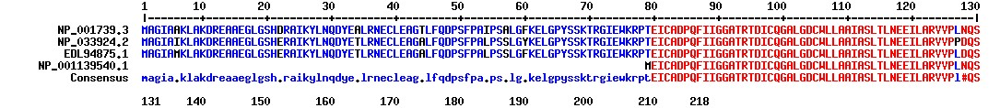 1 10 20 30 40 50 60 70 80 90 100 110 120 130
|---------+---------+---------+---------+---------+---------+---------+---------+---------+---------+---------+---------+---------|
NP_001739.3 MAGIAAKLAKDREAAEGLGSHDRAIKYLNQDYEALRNECLEAGTLFQDPSFPAIPSALGFKELGPYSSKTRGIEWKRPTEICADPQFIIGGATRTDICQGALGDCWLLAAIASLTLNEEILARVVPLNQS
NP_033924.2 MAGIAIKLAKDREAAEGLGSHERAIKYLNQDYETLRNECLEAGALFQDPSFPALPSSLGYKELGPYSSKTRGIEWKRPTEICADPQFIIGGATRTDICQGALGDCWLLAAIASLTLNEEILARVVPPDQS
EDL94875.1 MAGIAMKLAKDREAAEGLGSHERAIKYLNQDYETLRNECLEAGALFQDPSFPALPSSLGFKELGPYSSKTRGIEWKRPTEICADPQFIIGGATRTDICQGALGDCWLLAAIASLTLNEEILARVVPLDQS
NP_001139540.1 MEICADPQFIIGGATRTDICQGALGDCWLLAAIASLTLNEEILARVVPLNQS
Consensus magia.klakdreaaeglgsh.raikylnqdye.lrnecleag.lfqdpsfpa.ps.lg.kelgpysskt​rgiewkrptEICADPQFIIGGATRTDICQGALGDCWLLAAIASLTLNEEILARVVPl#QS
131 140 150 160 170 180 190 200 210 218